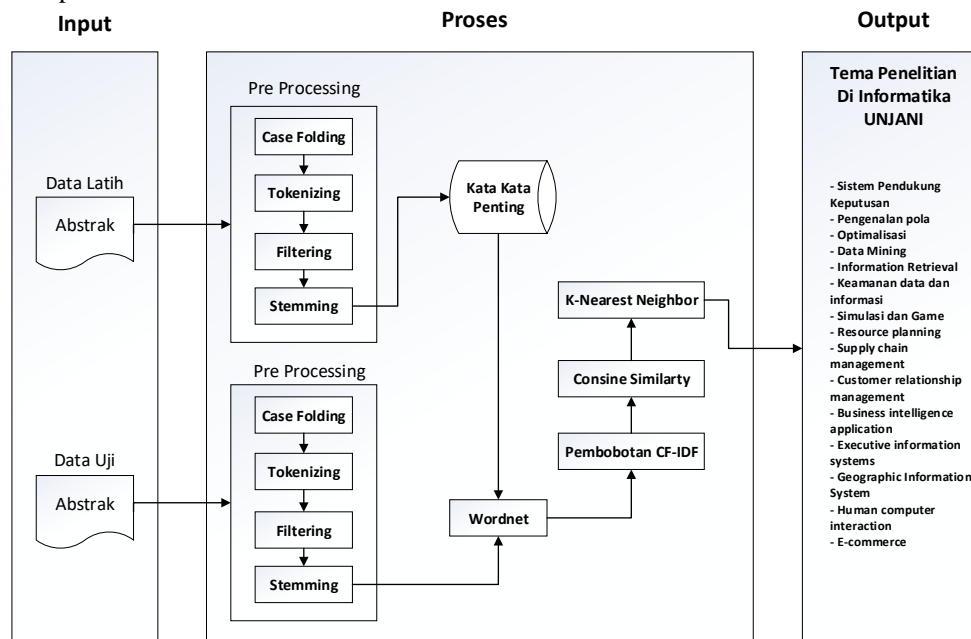 Input
Proses
Output
Data Latih
Abstrak
Data Uji
Abstrak
Pre Processing
Case Folding
Tokenizing
Filtering
Stemming
Kata Kata
Penting
Pre Processing
Case Folding
Tokenizing
Filtering
Stemming
Wordnet
Pembobotan CF-IDF
Consine Similarty
K-Nearest Neighbor
Tema Penelitian
Di Informatika
UNJANI
- Sistem Pendukung
Keputusan
- Pengenalan pola
- Optimalisasi
- Data Mining
- Information Retrieval
- Keamanan data dan
informasi
- Simulasi dan Game
- Resource planning
- Supply chain
management
- Customer relationship
management
- Business intelligence
application
- Executive information
systems
- Geographic Information
System
- Human computer
interaction
- E-commerce